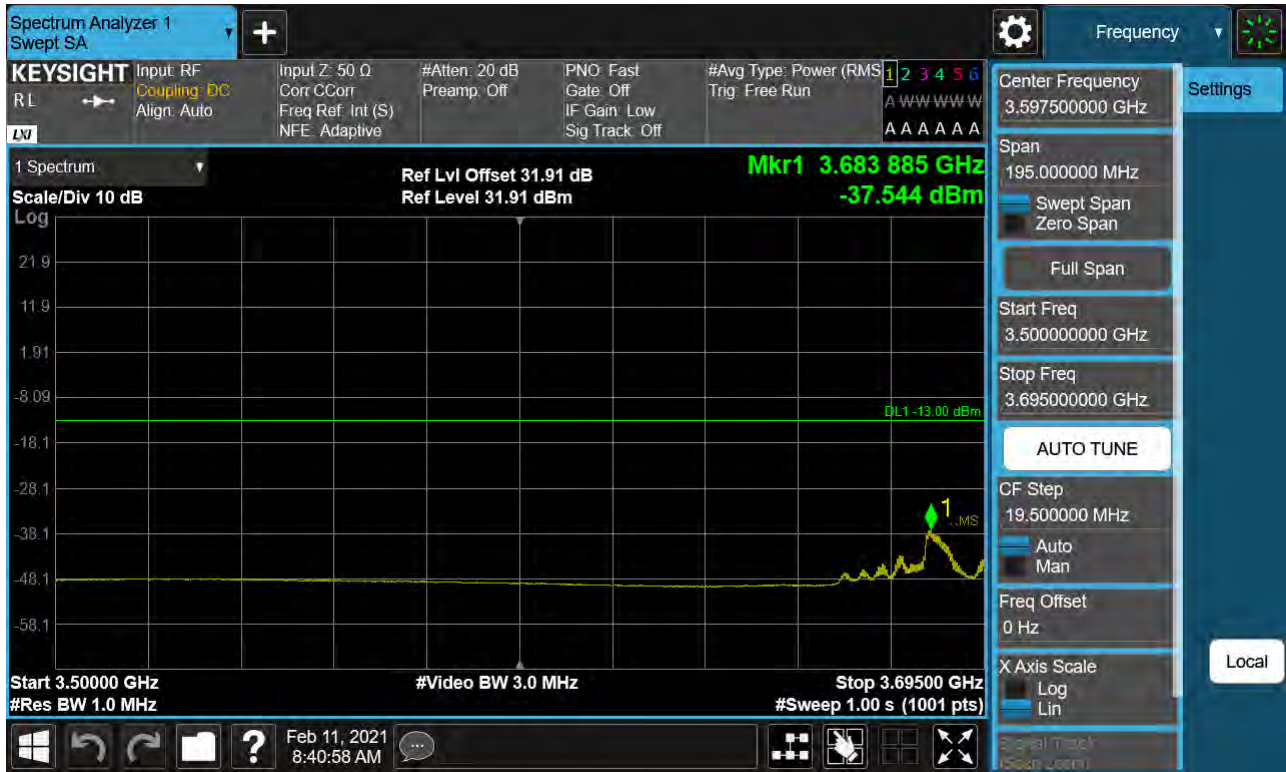 Spectrum Analyzer 1
Swept SA
Frequency
KEYSIGHT
RL
LXI
Input: RF
Coupling: DC
Align: Auto
Input Z: 50 Ω
Corr CCorr
Freq Ref: Int (S)
NFE: Adaptive
#Atten: 20 dB
Preamp: Off
PNO: Fast
Gate: Off
IF Gain: Low
Sig Track: Off
#Avg Type: Power (RMS
Trig: Free Run
1 2 3 4 5 6
A W W W W W
A A A A A A
1 Spectrum
Scale/Div 10 dB
Ref Lvl Offset 31.91 dB
Ref Level 31.91 dBm
Mkr1 3.683 885 GHz
-37.544 dBm
Log
21.9
11.9
1.91
-8.09
-18.1
-28.1
-38.1
-48.1
-58.1
DL1 -13.00 dBm
1
...MS
Start 3.50000 GHz
#Res BW 1.0 MHz
#Video BW 3.0 MHz
Stop 3.69500 GHz
#Sweep 1.00 s (1001 pts)
Feb 11, 2021
8:40:58 AM
Center Frequency
3.597500000 GHz
Span
195.000000 MHz
Swept Span
Zero Span
Full Span
Start Freq
3.500000000 GHz
Stop Freq
3.695000000 GHz
AUTO TUNE
CF Step
19.500000 MHz
Auto
Man
Freq Offset
0 Hz
X Axis Scale
Log
Lin
Signal Track
(Span Zoom)
Settings
Local